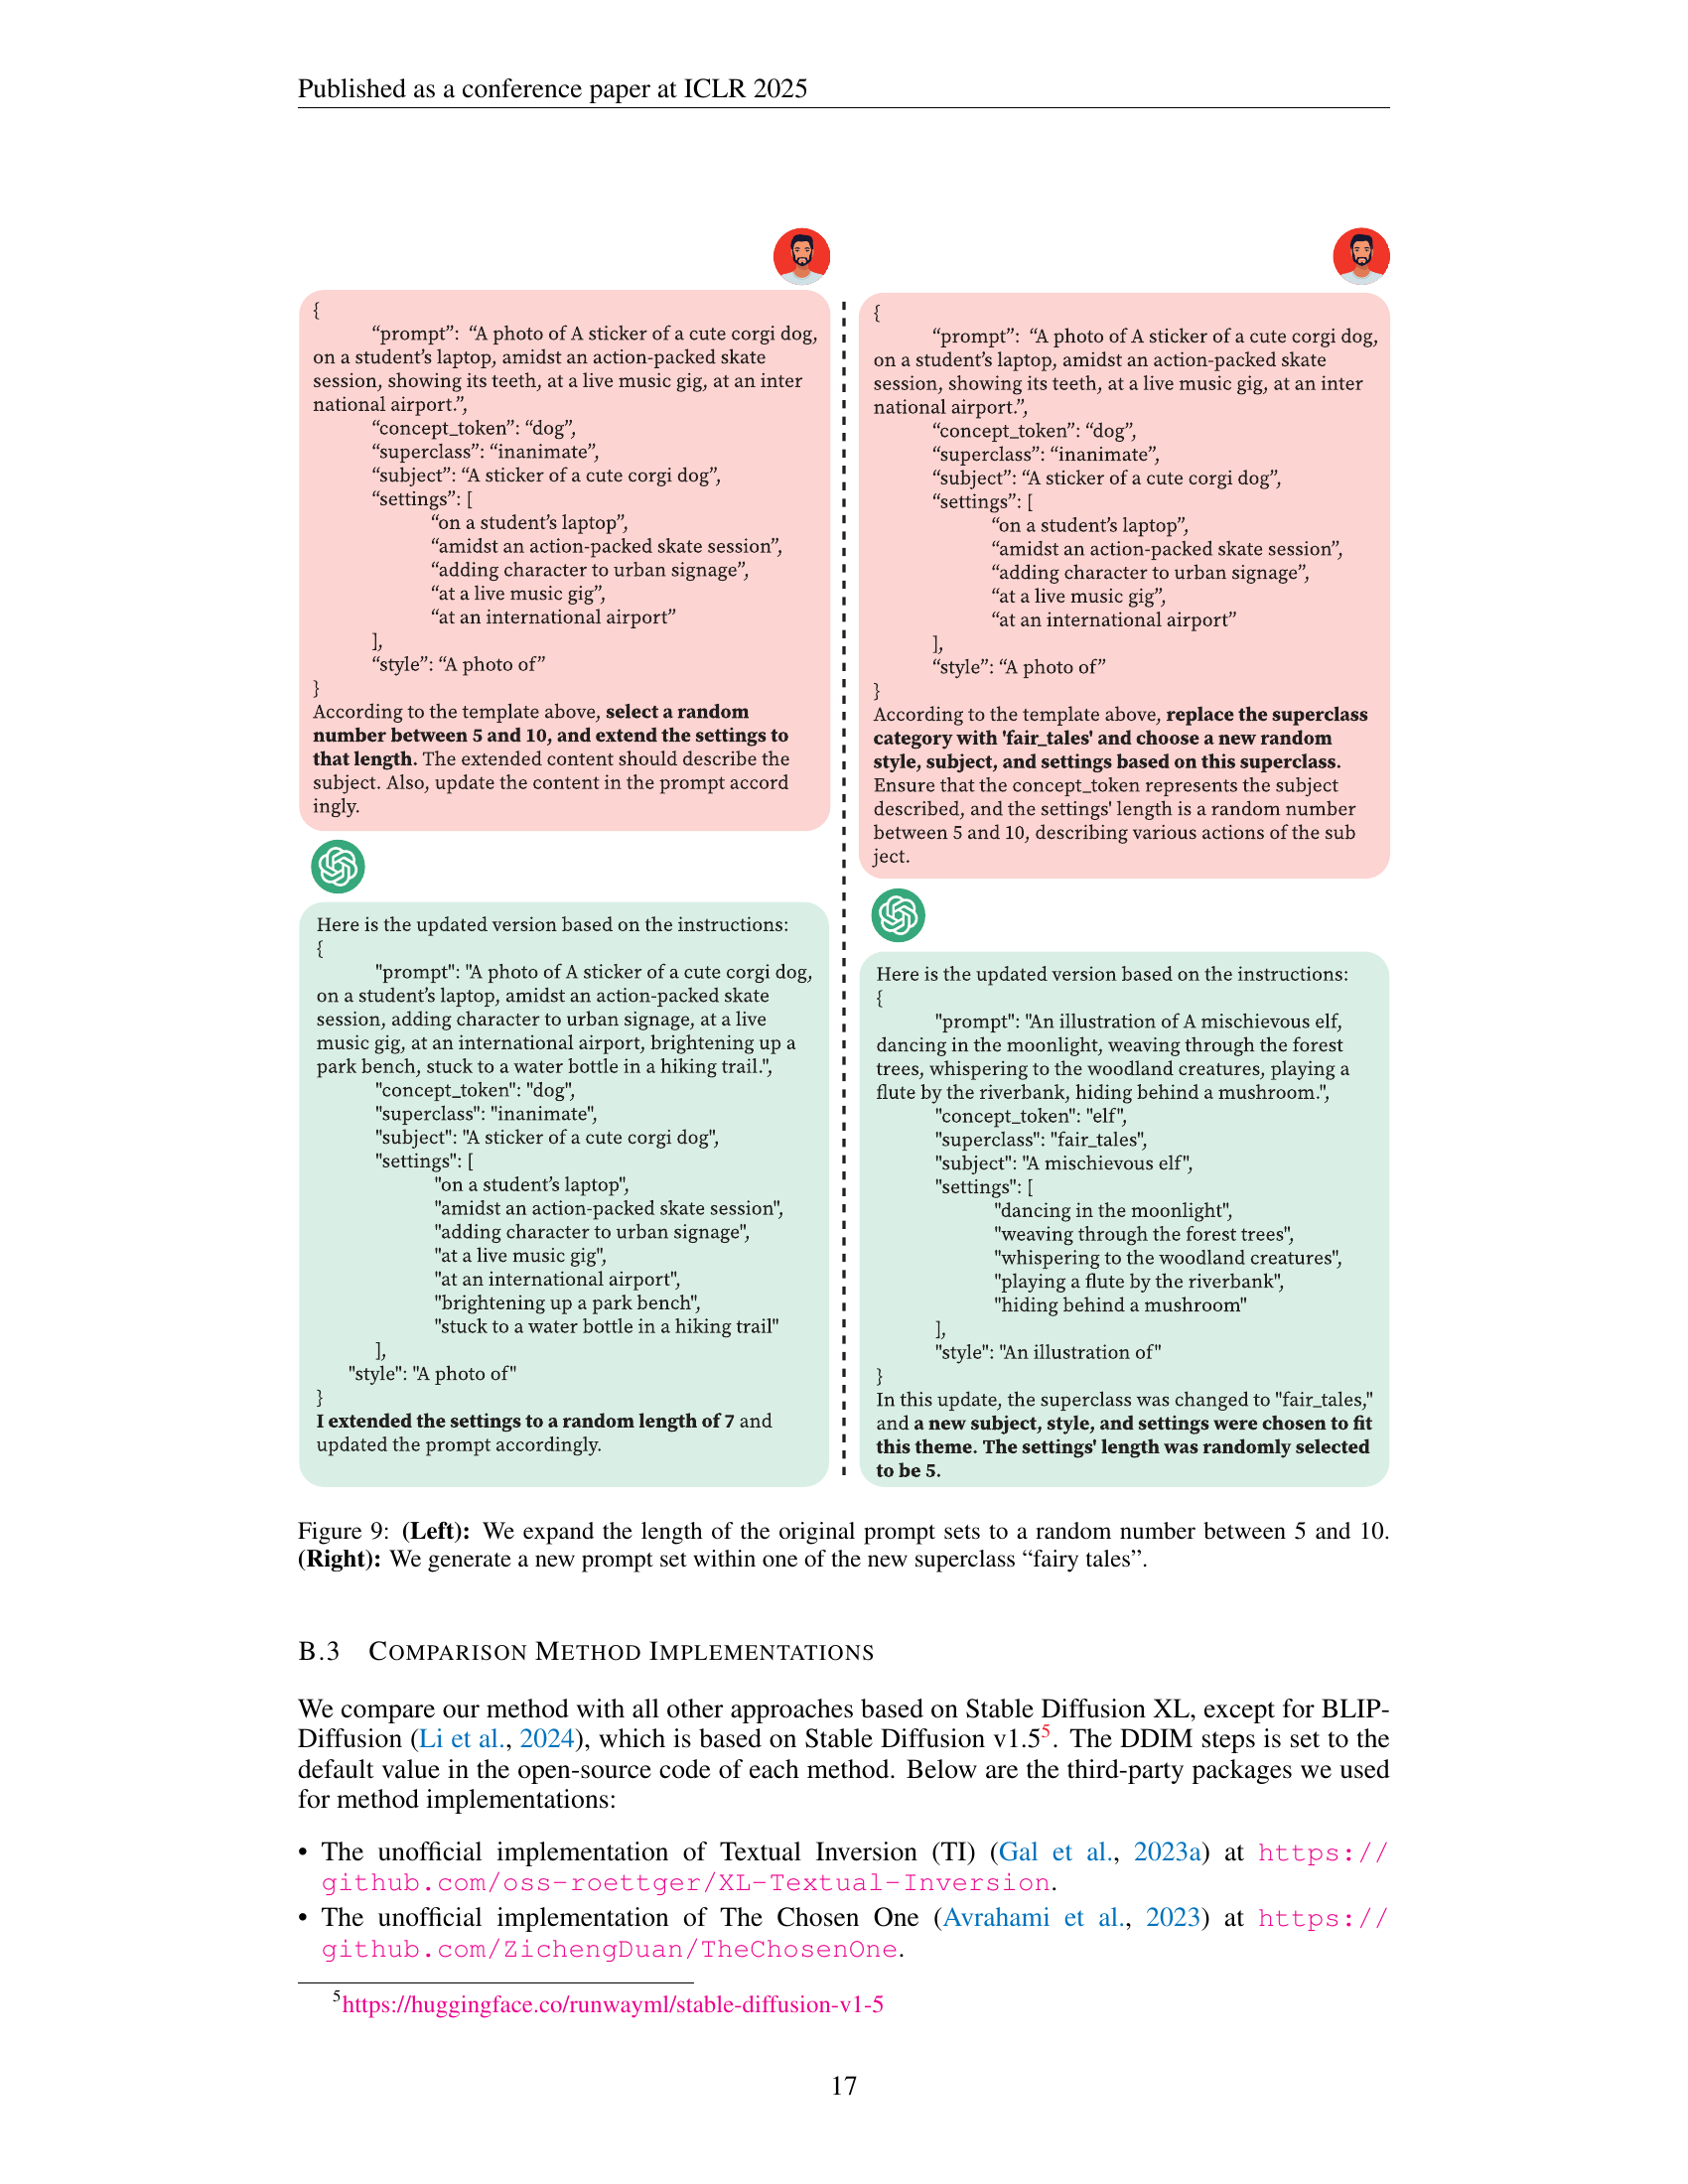 Published as a conference paper at ICLR 2025
{
“prompt”: “A photo of A sticker of a cute corgi dog,
on a student’s laptop, amidst an action-packed skate
session, showing its teeth, at a live music gig, at an inter
national airport.”,
“concept_token”: “dog”,
“superclass”: “inanimate”,
“subject”: “A sticker of a cute corgi dog”,
“settings”: [
“on a student’s laptop”,
“amidst an action-packed skate session”,
“adding character to urban signage”,
“at a live music gig”,
“at an international airport”
],
“style”: “A photo of”
}
According to the template above, select a random
number between 5 and 10, and extend the settings to
that length. The extended content should describe the
subject. Also, update the content in the prompt accord
ingly.
Here is the updated version based on the instructions:
{
"prompt": "A photo of A sticker of a cute corgi dog,
on a student’s laptop, amidst an action-packed skate
session, adding character to urban signage, at a live
music gig, at an international airport, brightening up a
park bench, stuck to a water bottle in a hiking trail.",
"concept_token": "dog",
"superclass": "inanimate",
"subject": "A sticker of a cute corgi dog",
"settings": [
"on a student’s laptop",
"amidst an action-packed skate session",
"adding character to urban signage",
"at a live music gig",
"at an international airport",
"brightening up a park bench",
"stuck to a water bottle in a hiking trail"
],
"style": "A photo of"
}
I extended the settings to a random length of 7 and
updated the prompt accordingly.
{
“prompt”: “A photo of A sticker of a cute corgi dog,
on a student’s laptop, amidst an action-packed skate
session, showing its teeth, at a live music gig, at an inter
national airport.”,
“concept_token”: “dog”,
“superclass”: “inanimate”,
“subject”: “A sticker of a cute corgi dog”,
“settings”: [
“on a student’s laptop”,
“amidst an action-packed skate session”,
“adding character to urban signage”,
“at a live music gig”,
“at an international airport”
],
“style”: “A photo of”
}
According to the template above, replace the superclass
category with 'fair_tales' and choose a new random
style, subject, and settings based on this superclass.
Ensure that the concept_token represents the subject
described, and the settings' length is a random number
between 5 and 10, describing various actions of the sub
ject.
Here is the updated version based on the instructions:
{
"prompt": "An illustration of A mischievous elf,
dancing in the moonlight, weaving through the forest
trees, whispering to the woodland creatures, playing a
flute by the riverbank, hiding behind a mushroom.",
"concept_token": "elf",
"superclass": "fair_tales",
"subject": "A mischievous elf",
"settings": [
"dancing in the moonlight",
"weaving through the forest trees",
"whispering to the woodland creatures",
"playing a flute by the riverbank",
"hiding behind a mushroom"
],
"style": "An illustration of"
}
In this update, the superclass was changed to "fair_tales,"
and a new subject, style, and settings were chosen to fit
this theme. The settings' length was randomly selected
to be 5.
Figure 9: (Left): We expand the length of the original prompt sets to a random number between 5 and 10.
(Right): We generate a new prompt set within one of the new superclass “fairy tales”.
B.3 COMPARISON METHOD IMPLEMENTATIONS
We compare our method with all other approaches based on Stable Diffusion XL, except for BLIP-
Diffusion (Li et al., 2024), which is based on Stable Diffusion v1.5⁵. The DDIM steps is set to the
default value in the open-source code of each method. Below are the third-party packages we used
for method implementations:
• The unofficial implementation of Textual Inversion (TI) (Gal et al., 2023a) at https://
github.com/oss-roettger/XL-Textual-Inversion.
• The unofficial implementation of The Chosen One (Avrahami et al., 2023) at https://
github.com/ZichengDuan/TheChosenOne.
⁵https://huggingface.co/runwayml/stable-diffusion-v1-5
17